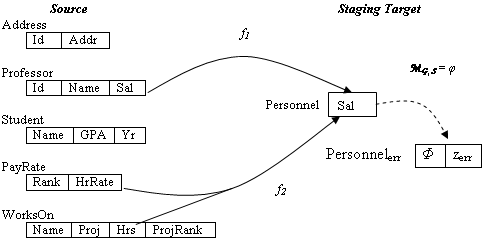 Source
Staging Target
Address
Id Addr
f1
Professor
Id Name Sal
𝓜G,S = φ
Personnel Sal
Student
Name GPA Yr
Personnelerr Φ zerr
PayRate
Rank HrRate
f2
WorksOn
Name Proj Hrs ProjRank